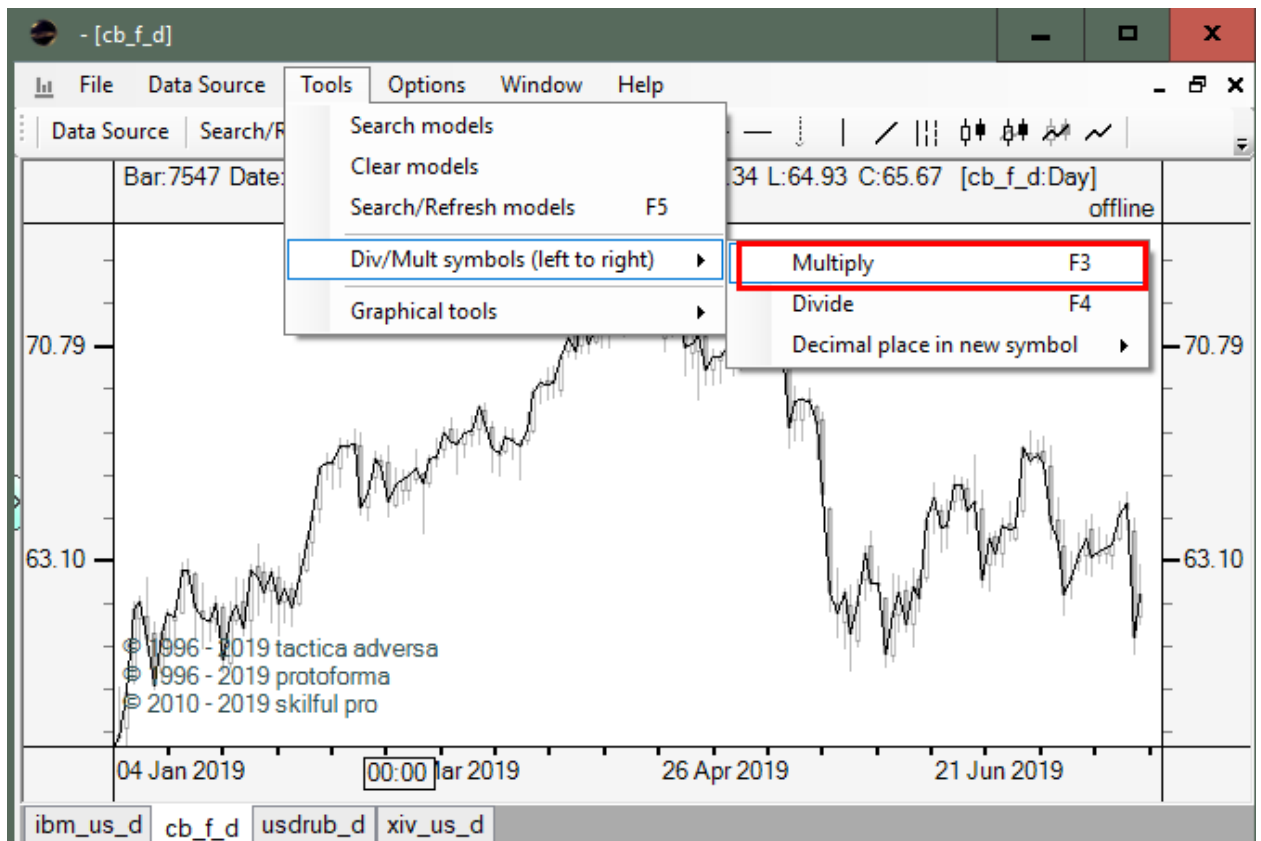 - [cb_f_d]
File Data Source Tools Options Window Help
Data Source Search/R
Search models
Clear models
Search/Refresh models F5
Div/Mult symbols (left to right)
Graphical tools
Multiply F3
Divide F4
Decimal place in new symbol
Bar:7547 Date: .34 L:64.93 C:65.67 [cb_f_d:Day]
offline
70.79 70.79
63.10 63.10
© 1996 - 2019 tactica adversa
© 1996 - 2019 protoforma
© 2010 - 2019 skilful pro
04 Jan 2019 00:00 ar 2019 26 Apr 2019 21 Jun 2019
ibm_us_d cb_f_d usdrub_d xiv_us_d